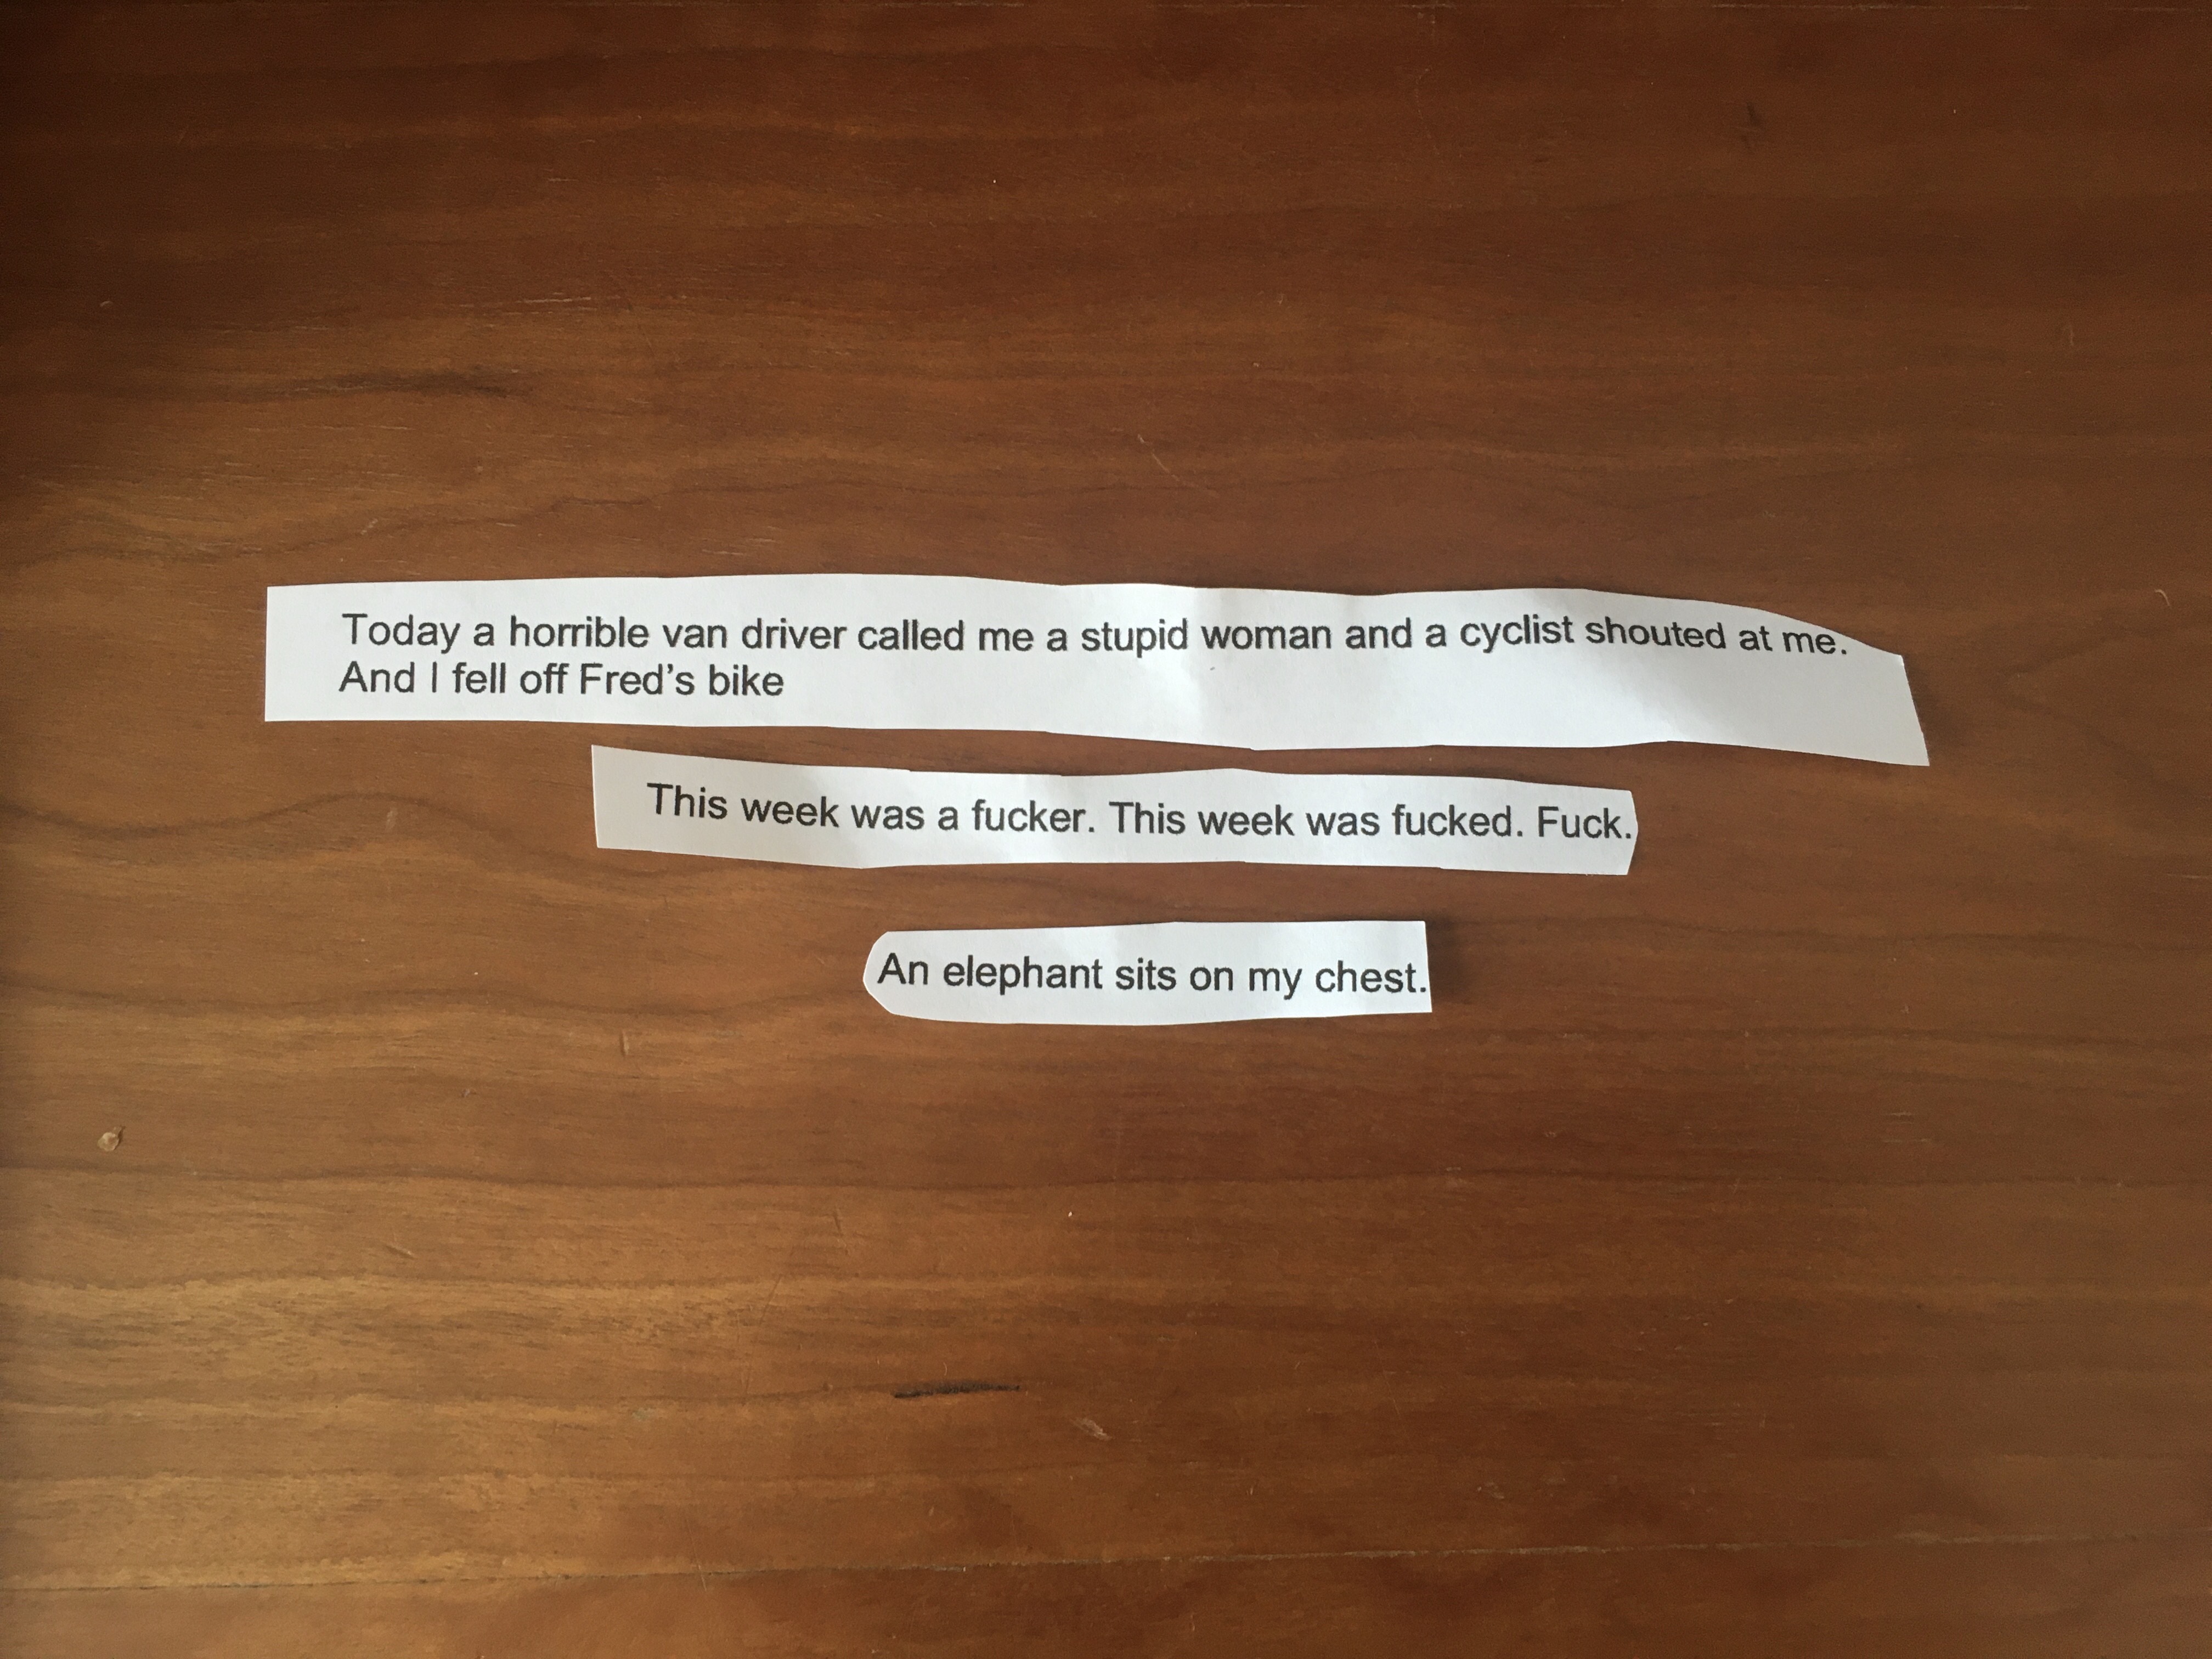 Today a horrible van driver called me a stupid woman and a cyclist shouted at me.
And I fell off Fred's bike
This week was a fucker. This week was fucked. Fuck.
An elephant sits on my chest.